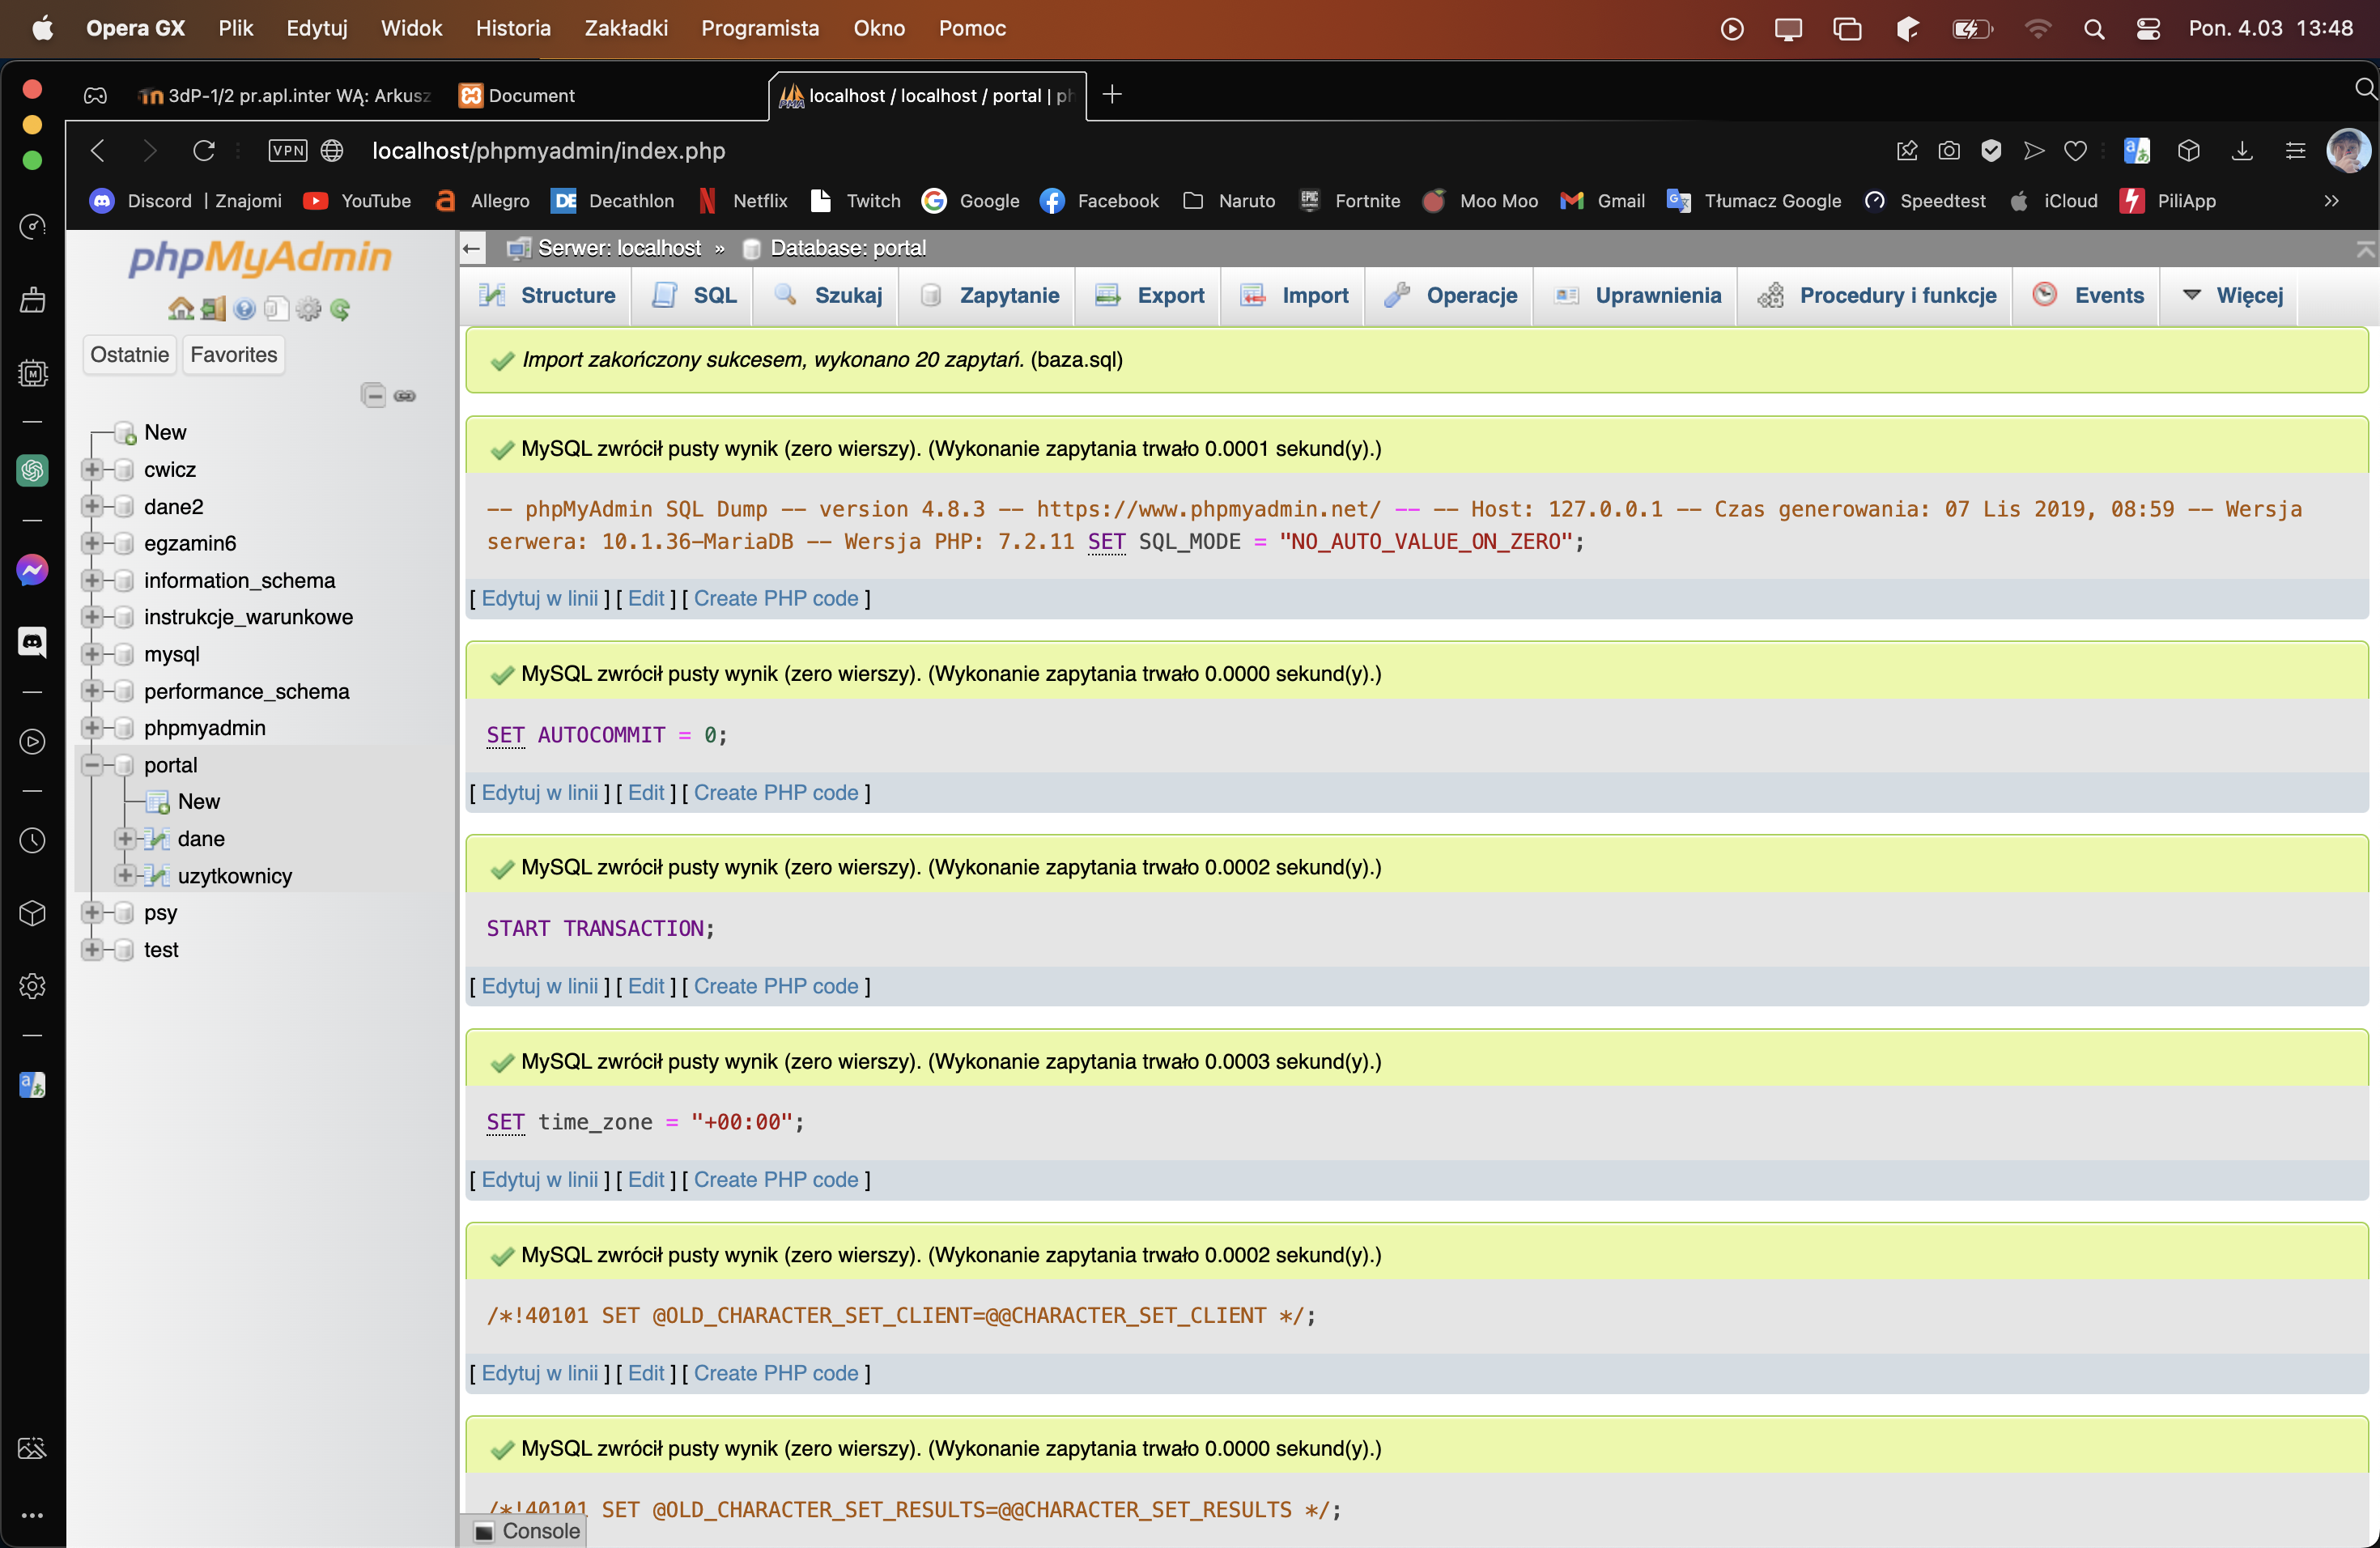 Opera GX Plik Edytuj Widok Historia Zakładki Programista Okno Pomoc Pon. 4.03 13:48
3dP-1/2 pr.apl.inter WĄ: Arkusz Document localhost / localhost / portal | ph
VPN localhost/phpmyadmin/index.php
Discord | Znajomi YouTube Allegro Decathlon Netflix Twitch Google Facebook Naruto Fortnite Moo Moo Gmail Tłumacz Google Speedtest iCloud PiliApp
phpMyAdmin
Ostatnie Favorites
New
cwicz
dane2
egzamin6
information_schema
instrukcje_warunkowe
mysql
performance_schema
phpmyadmin
portal
New
dane
uzytkownicy
psy
test
Serwer: localhost » Database: portal
Structure SQL Szukaj Zapytanie Export Import Operacje Uprawnienia Procedury i funkcje Events Więcej
Import zakończony sukcesem, wykonano 20 zapytań. (baza.sql)
MySQL zwrócił pusty wynik (zero wierszy). (Wykonanie zapytania trwało 0.0001 sekund(y).)
-- phpMyAdmin SQL Dump -- version 4.8.3 -- https://www.phpmyadmin.net/ -- -- Host: 127.0.0.1 -- Czas generowania: 07 Lis 2019, 08:59 -- Wersja
serwera: 10.1.36-MariaDB -- Wersja PHP: 7.2.11 SET SQL_MODE = "NO_AUTO_VALUE_ON_ZERO";
[ Edytuj w linii ] [ Edit ] [ Create PHP code ]
MySQL zwrócił pusty wynik (zero wierszy). (Wykonanie zapytania trwało 0.0000 sekund(y).)
SET AUTOCOMMIT = 0;
[ Edytuj w linii ] [ Edit ] [ Create PHP code ]
MySQL zwrócił pusty wynik (zero wierszy). (Wykonanie zapytania trwało 0.0002 sekund(y).)
START TRANSACTION;
[ Edytuj w linii ] [ Edit ] [ Create PHP code ]
MySQL zwrócił pusty wynik (zero wierszy). (Wykonanie zapytania trwało 0.0003 sekund(y).)
SET time_zone = "+00:00";
[ Edytuj w linii ] [ Edit ] [ Create PHP code ]
MySQL zwrócił pusty wynik (zero wierszy). (Wykonanie zapytania trwało 0.0002 sekund(y).)
/*!40101 SET @OLD_CHARACTER_SET_CLIENT=@@CHARACTER_SET_CLIENT */;
[ Edytuj w linii ] [ Edit ] [ Create PHP code ]
MySQL zwrócił pusty wynik (zero wierszy). (Wykonanie zapytania trwało 0.0000 sekund(y).)
/*!40101 SET @OLD_CHARACTER_SET_RESULTS=@@CHARACTER_SET_RESULTS */;
Console